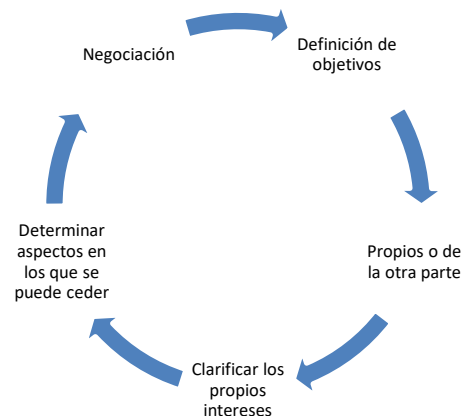 Negociación
Definición de
objetivos
Propios o de
la otra parte
Clarificar los
propios
intereses
Determinar
aspectos en
los que se
puede ceder